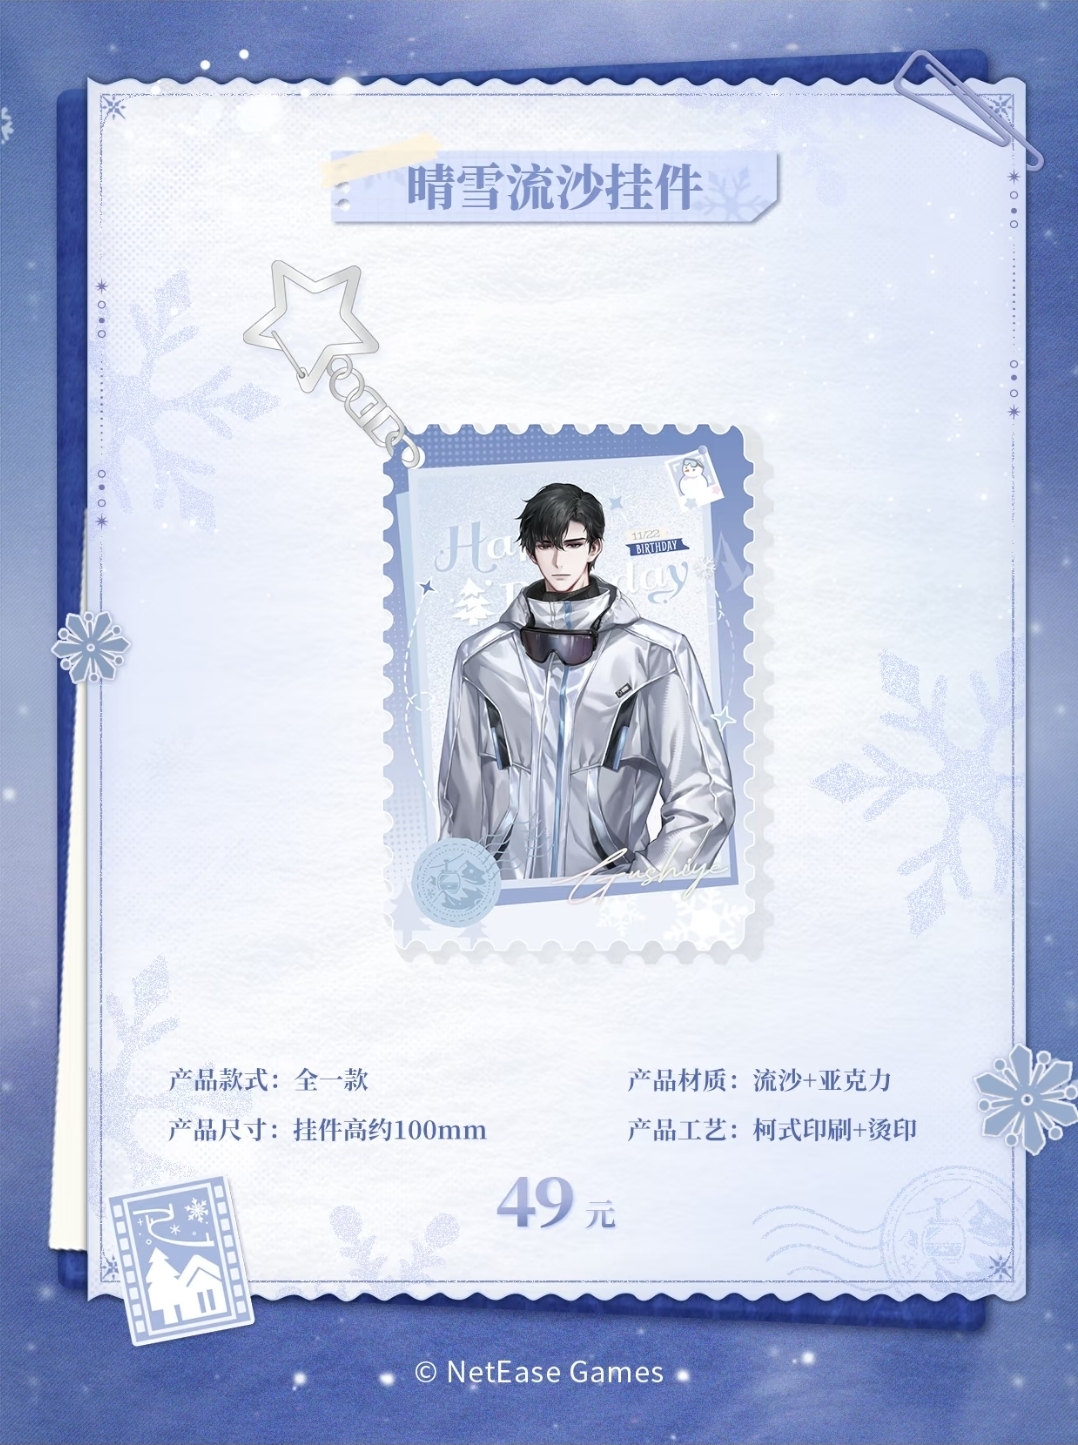 晴雪流沙挂件
11/22
BIRTHDAY
Gushiye
产品款式：全一款
产品材质：流沙+亚克力
产品尺寸：挂件高约100mm
产品工艺：柯式印刷+烫印
49元
© NetEase Games